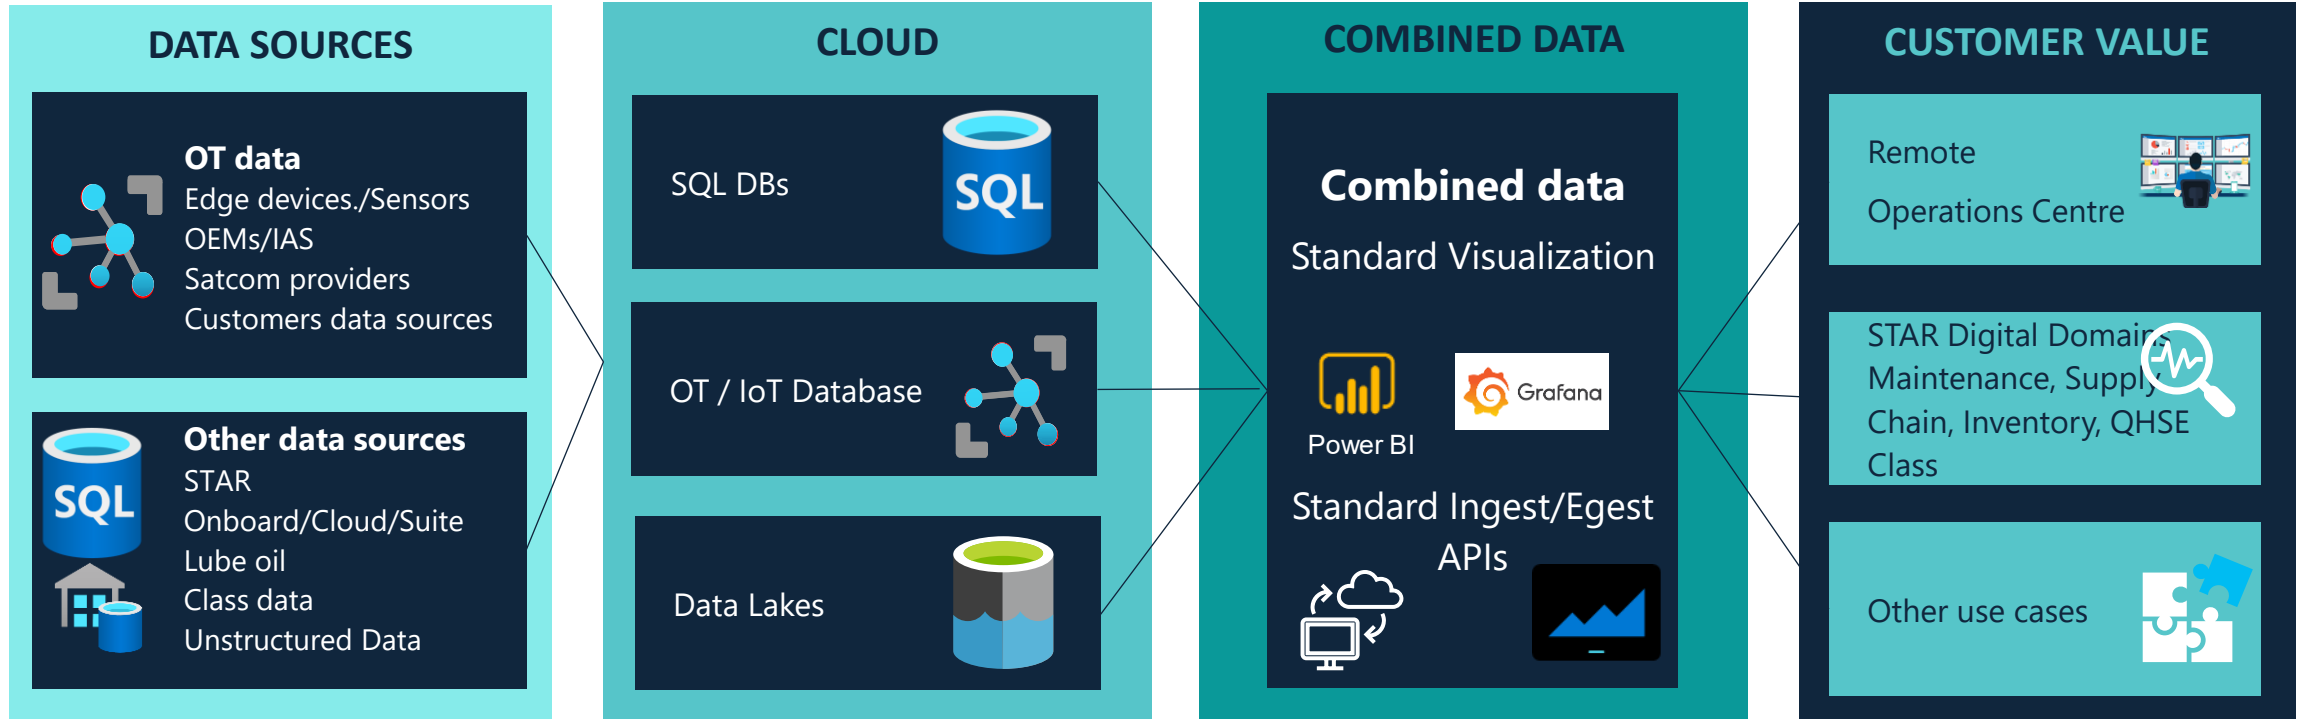 DATA SOURCES
OT data
Edge devices./Sensors
OEMs/IAS
Satcom providers
Customers data sources
SQL
Other data sources
STAR
Onboard/Cloud/Suite
Lube oil
Class data
Unstructured Data
CLOUD
SQL DBs
SQL
OT / IoT Database
Data Lakes
COMBINED DATA
Combined data
Standard Visualization
Power BI
Grafana
Standard Ingest/Egest
APIs
CUSTOMER VALUE
Remote
Operations Centre
STAR Digital Domains
Maintenance, Supply
Chain, Inventory, QHSE
Class
Other use cases